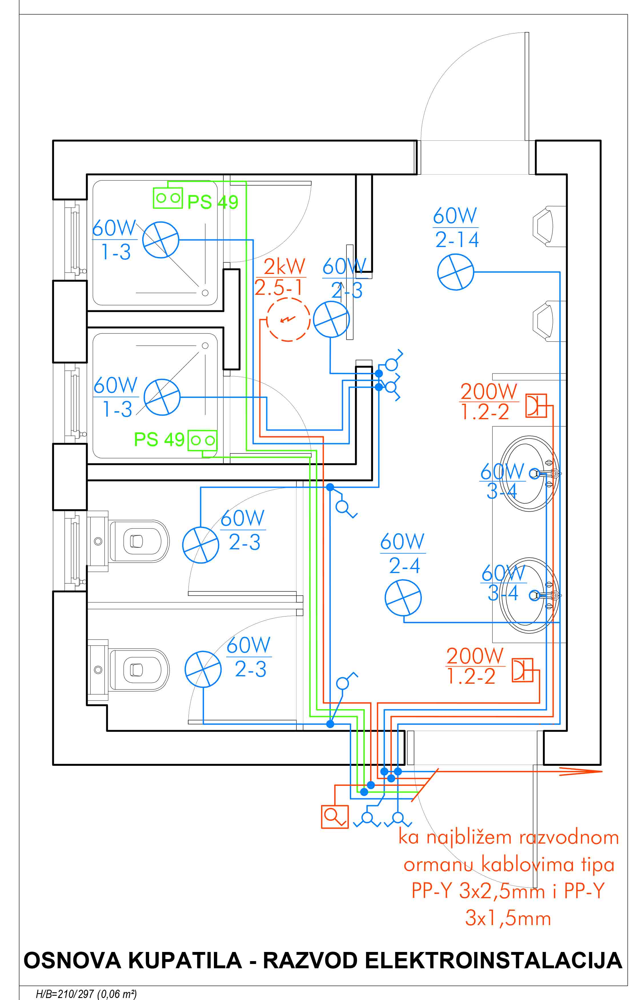 PS 49
60W
1-3
60W
2-14
2kW
2.5-1
60W
2-3
60W
1-3
PS 49
200W
1.2-2
60W
3-4
60W
2-3
60W
2-4
60W
3-4
60W
2-3
200W
1.2-2
ka najbližem razvodnom
ormanu kablovima tipa
PP-Y 3x2,5mm i PP-Y
3x1,5mm
OSNOVA KUPATILA - RAZVOD ELEKTROINSTALACIJA
H/B=210/297 (0,06 m²)